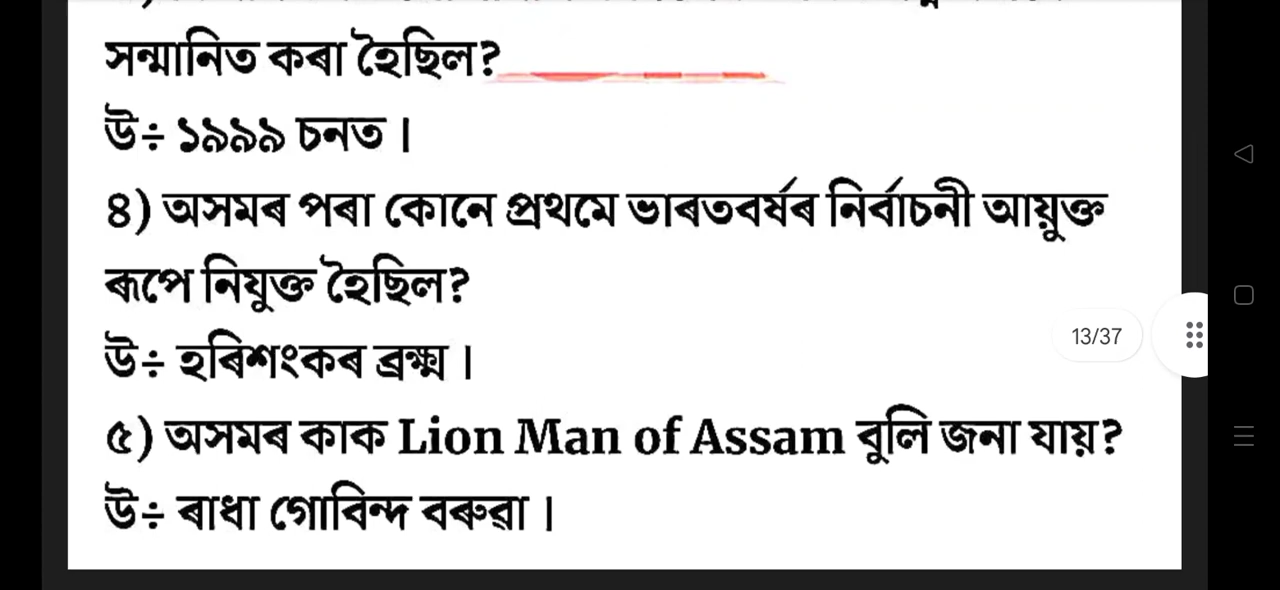 সন্মানিত কৰা হৈছিল?
উ÷ ১৯৯৯ চনত ।
৪) অসমৰ পৰা কোনে প্ৰথমে ভাৰতবৰ্ষৰ নিৰ্বাচনী আয়ুক্ত
ৰূপে নিযুক্ত হৈছিল?
13/37
উ÷ হৰিশংকৰ ব্ৰহ্ম ।
৫) অসমৰ কাক Lion Man of Assam বুলি জনা যায়?
উ÷ ৰাধা গোবিন্দ বৰুৱা ।